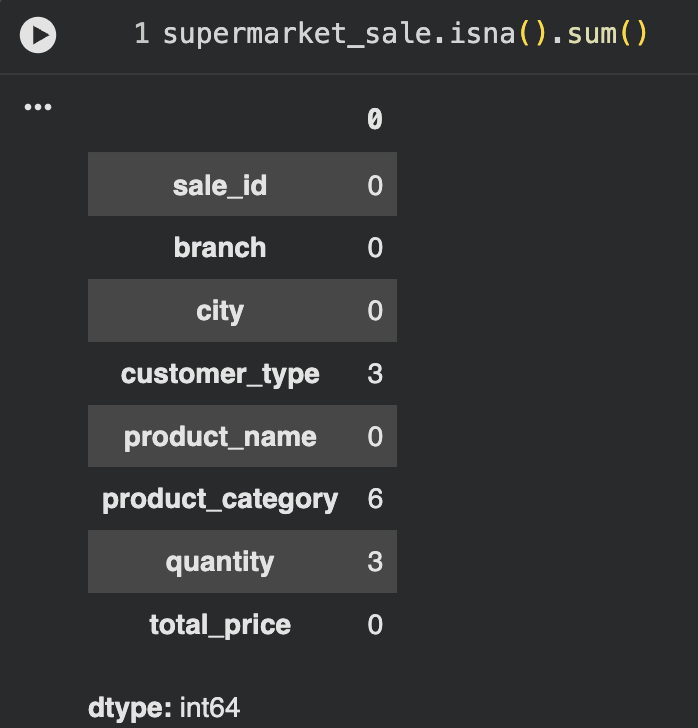 1 supermarket_sale.isna().sum()
...
0
sale_id 0
branch 0
city 0
customer_type 3
product_name 0
product_category 6
quantity 3
total_price 0
dtype: int64